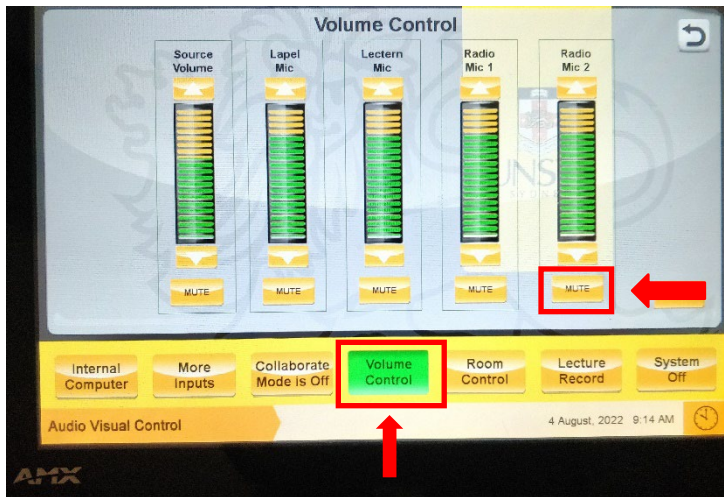 Volume Control
Source
Volume
Lapel
Mic
Lectern
Mic
Radio
Mic 1
Radio
Mic 2
MUTE
MUTE
MUTE
MUTE
MUTE
Internal
Computer
More
Inputs
Collaborate
Mode is Off
Volume
Control
Room
Control
Lecture
Record
System
Off
Audio Visual Control
4 August, 2022 9:14 AM
AMX